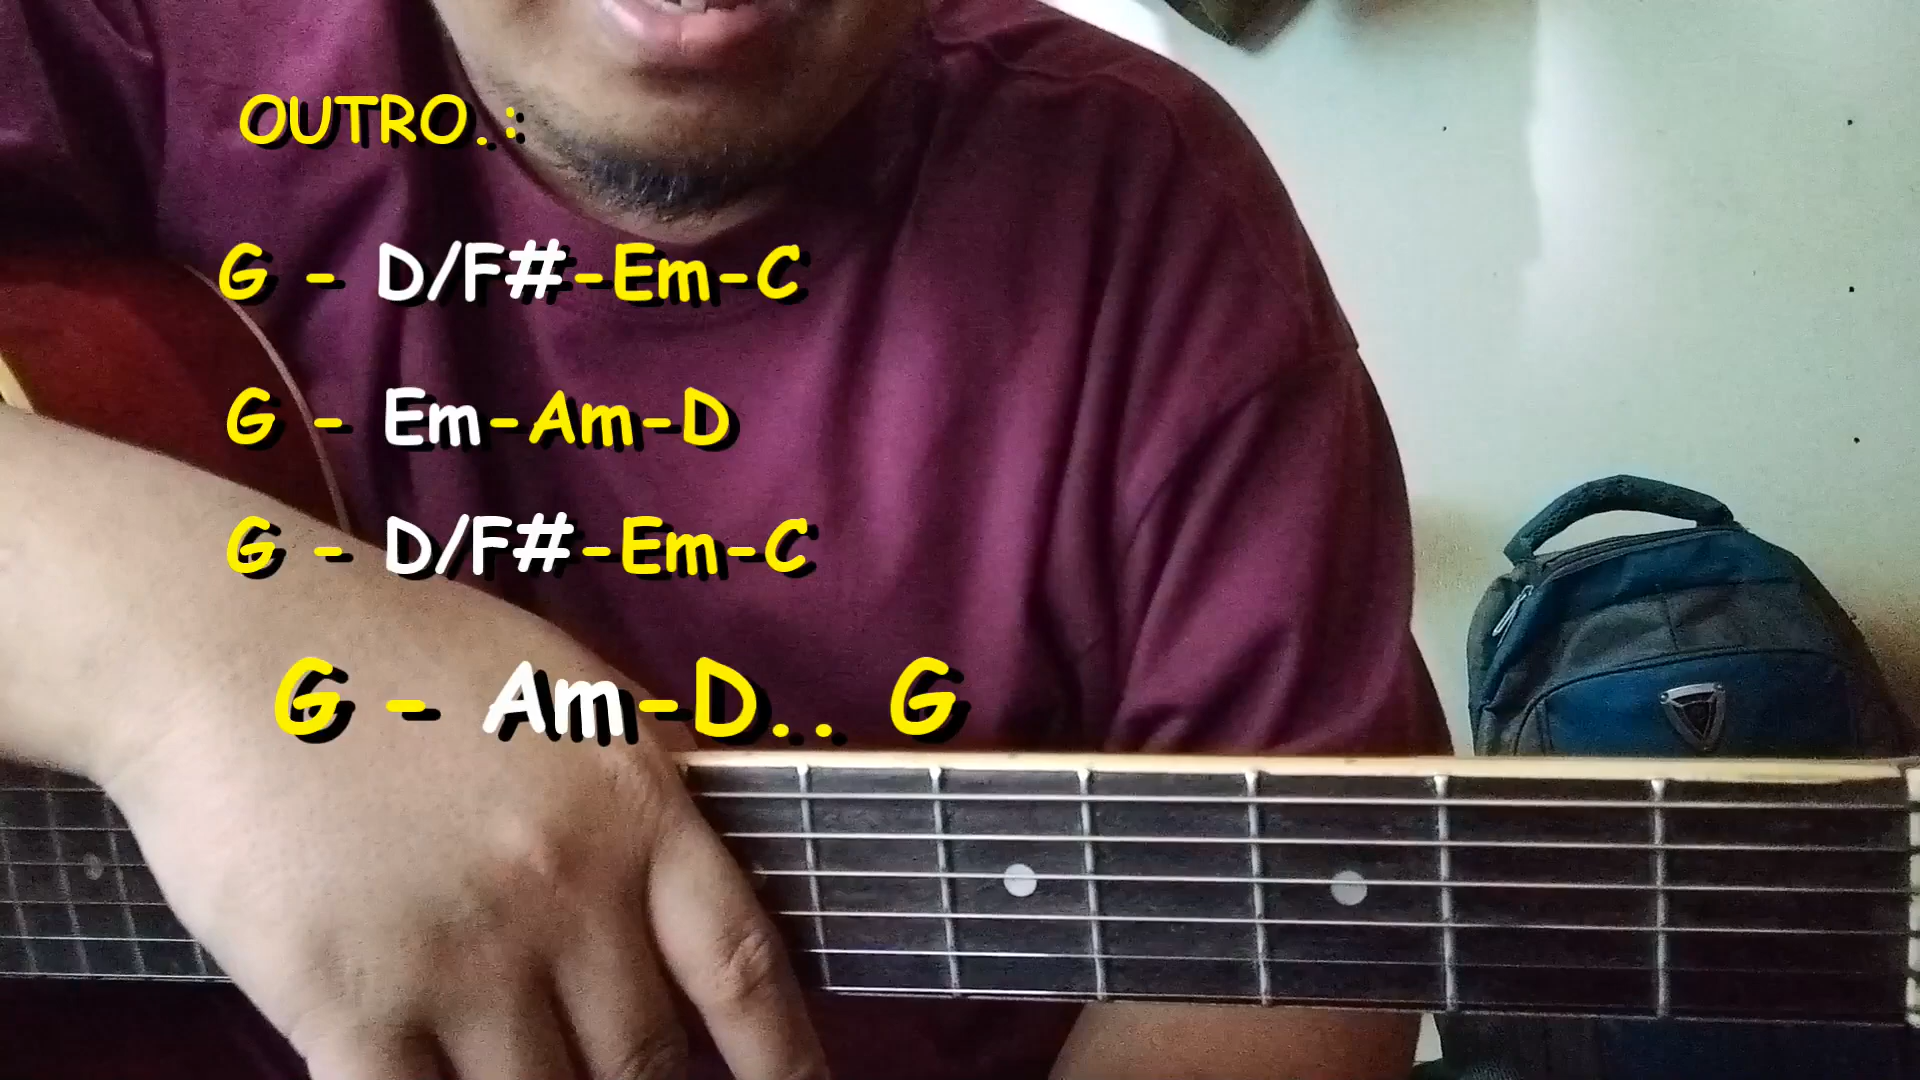 OUTRO.:
G - D/F#-Em-C
G - Em-Am-D
G - D/F#-Em-C
G - Am-D.. G